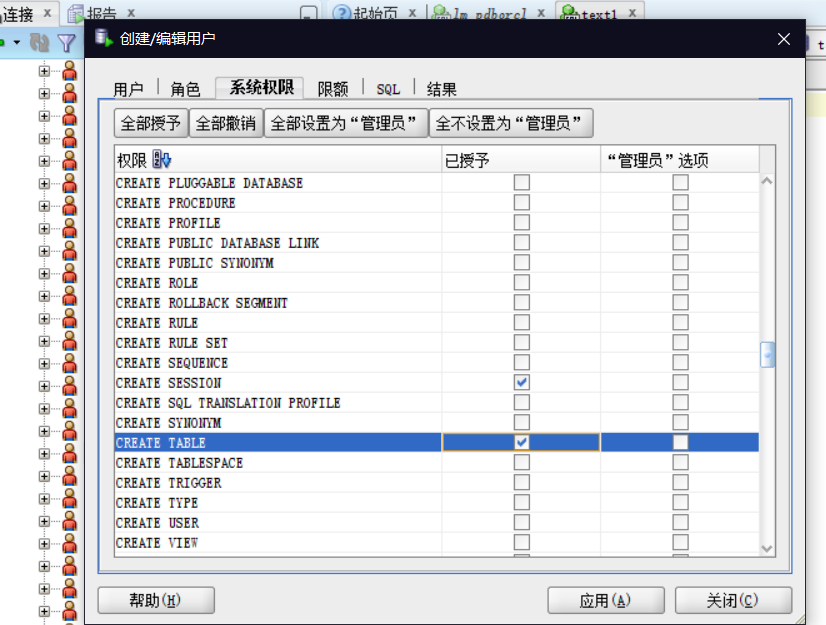 连接 x 报告 x 起始页 x lm_pdborcl x text1 x
创建/编辑用户
用户 角色 系统权限 限额 SQL 结果
全部授予 全部撤销 全部设置为“管理员” 全不设置为“管理员”
权限 已授予 “管理员”选项
CREATE PLUGGABLE DATABASE
CREATE PROCEDURE
CREATE PROFILE
CREATE PUBLIC DATABASE LINK
CREATE PUBLIC SYNONYM
CREATE ROLE
CREATE ROLLBACK SEGMENT
CREATE RULE
CREATE RULE SET
CREATE SEQUENCE
CREATE SESSION
CREATE SQL TRANSLATION PROFILE
CREATE SYNONYM
CREATE TABLE
CREATE TABLESPACE
CREATE TRIGGER
CREATE TYPE
CREATE USER
CREATE VIEW
帮助(H) 应用(A) 关闭(C)